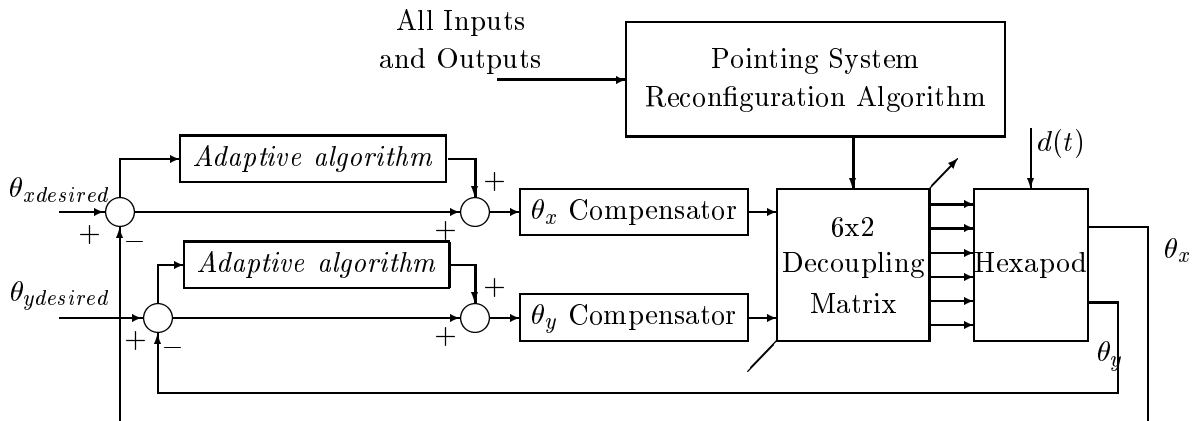 All Inputs
and Outputs
Pointing System
Reconfiguration Algorithm
d(t)
Adaptive algorithm
θxdesired
+
+
−
+
θx Compensator
6x2
Decoupling
Matrix
Hexapod
θx
Adaptive algorithm
θydesired
+
+
−
+
θy Compensator
θy